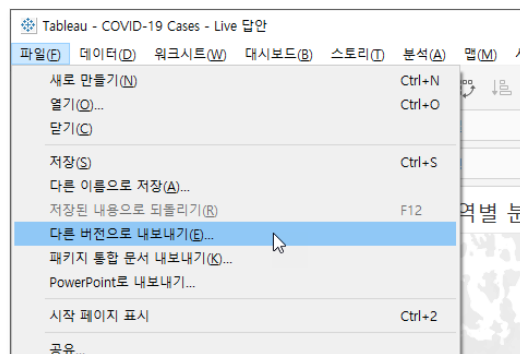 Tableau - COVID-19 Cases - Live 답안
파일(F) 데이터(D) 워크시트(W) 대시보드(B) 스토리(T) 분석(A) 맵(M)
새로 만들기(N) Ctrl+N
열기(O)... Ctrl+O
닫기(C)
저장(S) Ctrl+S
다른 이름으로 저장(A)...
저장된 내용으로 되돌리기(R) F12
역별 분
다른 버전으로 내보내기(E)...
패키지 통합 문서 내보내기(K)...
PowerPoint로 내보내기...
시작 페이지 표시 Ctrl+2
공유...